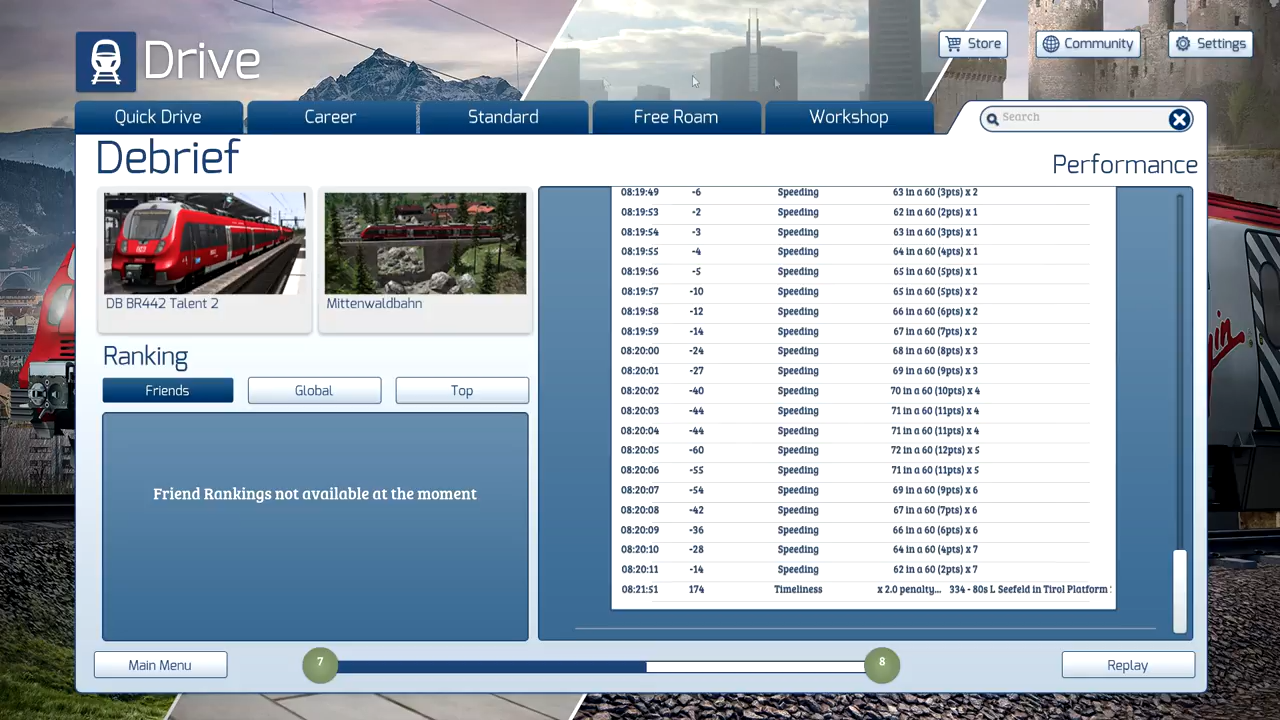 Drive
Store
Community
Settings
Quick Drive
Career
Standard
Free Roam
Workshop
Search
Debrief
Performance
DB BR442 Talent 2
Mittenwaldbahn
Ranking
Friends
Global
Top
Friend Rankings not available at the moment
08:19:49 -6 Speeding 63 in a 60 (3pts) x 2
08:19:53 -2 Speeding 62 in a 60 (2pts) x 1
08:19:54 -3 Speeding 63 in a 60 (3pts) x 1
08:19:55 -4 Speeding 64 in a 60 (4pts) x 1
08:19:56 -5 Speeding 65 in a 60 (5pts) x 1
08:19:57 -10 Speeding 65 in a 60 (5pts) x 2
08:19:58 -12 Speeding 66 in a 60 (6pts) x 2
08:19:59 -14 Speeding 67 in a 60 (7pts) x 2
08:20:00 -24 Speeding 68 in a 60 (8pts) x 3
08:20:01 -27 Speeding 69 in a 60 (9pts) x 3
08:20:02 -40 Speeding 70 in a 60 (10pts) x 4
08:20:03 -44 Speeding 71 in a 60 (11pts) x 4
08:20:04 -44 Speeding 71 in a 60 (11pts) x 4
08:20:05 -60 Speeding 72 in a 60 (12pts) x 5
08:20:06 -55 Speeding 71 in a 60 (11pts) x 5
08:20:07 -54 Speeding 69 in a 60 (9pts) x 6
08:20:08 -42 Speeding 67 in a 60 (7pts) x 6
08:20:09 -36 Speeding 66 in a 60 (6pts) x 6
08:20:10 -28 Speeding 64 in a 60 (4pts) x 7
08:20:11 -14 Speeding 62 in a 60 (2pts) x 7
08:21:51 174 Timeliness x 2.0 penalty... 334 - 80s L Seefeld in Tirol Platform
Main Menu
7
8
Replay